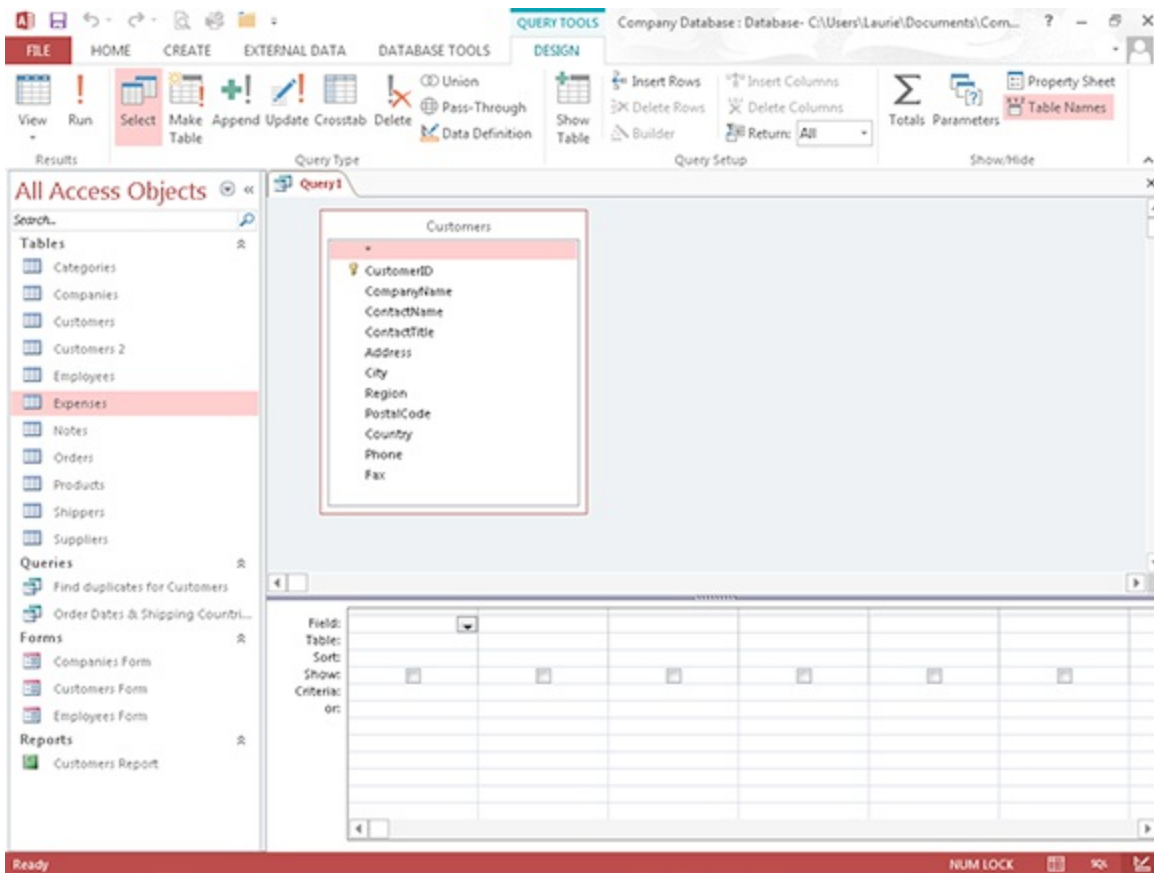 QUERY TOOLS Company Database : Database- C:\Users\Laurie\Documents\Com... ?
FILE HOME CREATE EXTERNAL DATA DATABASE TOOLS DESIGN
View Run Select Make Table Append Update Crosstab Delete
Union
Pass-Through
Data Definition
Show Table
Insert Rows
Delete Rows
Builder
Insert Columns
Delete Columns
Return: All
Totals Parameters
Property Sheet
Table Names
Results Query Type Query Setup Show/Hide
All Access Objects «
Search...
Tables
Categories
Companies
Customers
Customers 2
Employees
Expenses
Notes
Orders
Products
Shippers
Suppliers
Queries
Find duplicates for Customers
Order Dates & Shipping Countri...
Forms
Companies Form
Customers Form
Employees Form
Reports
Customers Report
Query1
Customers
*
CustomerID
CompanyName
ContactName
ContactTitle
Address
City
Region
PostalCode
Country
Phone
Fax
Field:
Table:
Sort:
Show:
Criteria:
or:
Ready NUM LOCK SQL